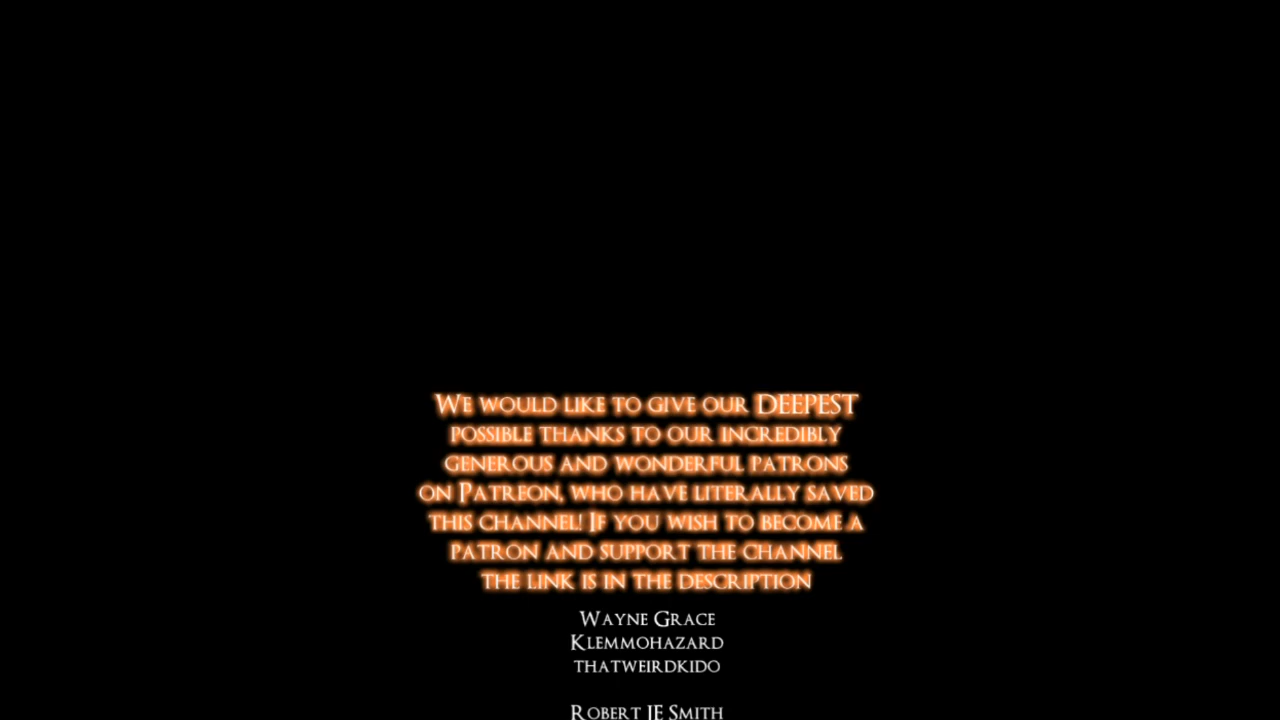 We would like to give our DEEPEST
possible thanks to our incredibly
generous and wonderful patrons
on Patreon, who have literally saved
this channel! If you wish to become a
patron and support the channel
the link is in the description
Wayne Grace
Klemmohazard
thatweirdkido
Robert JE Smith